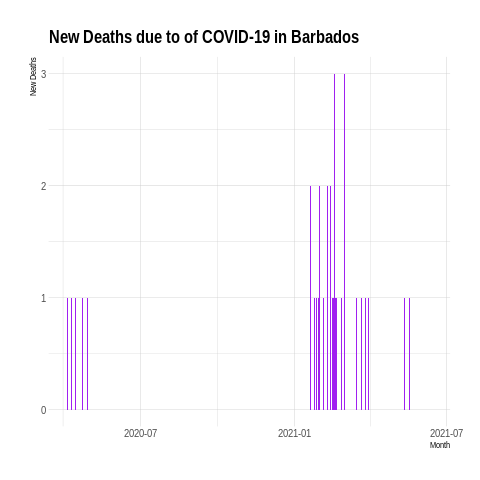 New Deaths due to of COVID-19 in Barbados
New Deaths
3
2
1
0
2020-07
2021-01
2021-07
Month